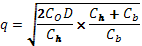 q = √((2C_O D / C_h) × (C_h + C_b / C_b))